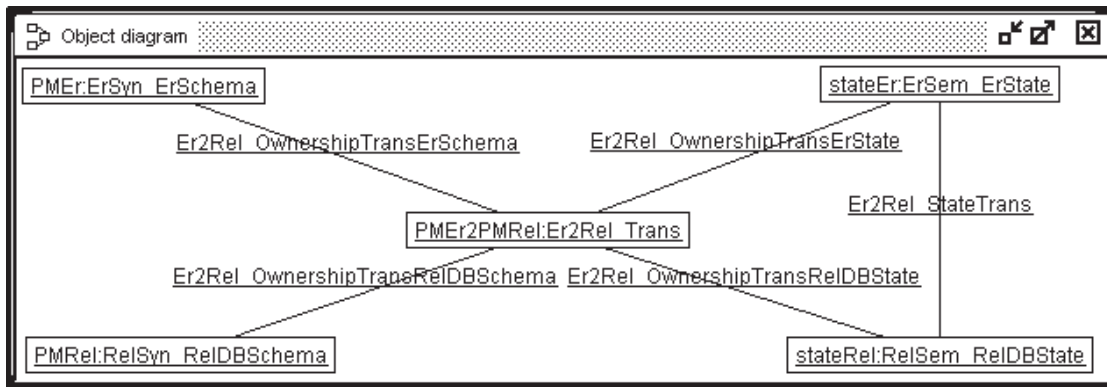 Object diagram
PMEr:ErSyn_ErSchema
stateEr:ErSem_ErState
Er2Rel_OwnershipTransErSchema
Er2Rel_OwnershipTransErState
Er2Rel_StateTrans
PMEr2PMRel:Er2Rel_Trans
Er2Rel_OwnershipTransRelDBSchema
Er2Rel_OwnershipTransRelDBState
PMRel:RelSyn_RelDBSchema
stateRel:RelSem_RelDBState